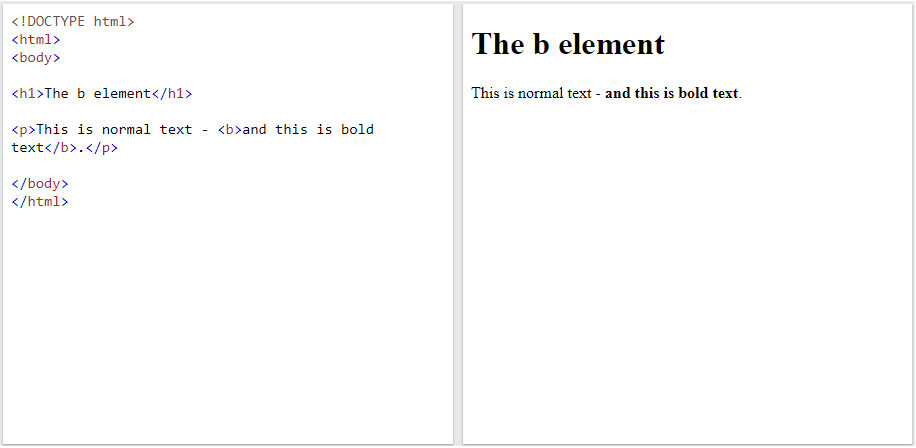 <!DOCTYPE html>
<html>
<body>
<h1>The b element</h1>
<p>This is normal text - <b>and this is bold
text</b>.</p>
</body>
</html>
The b element
This is normal text - and this is bold text.